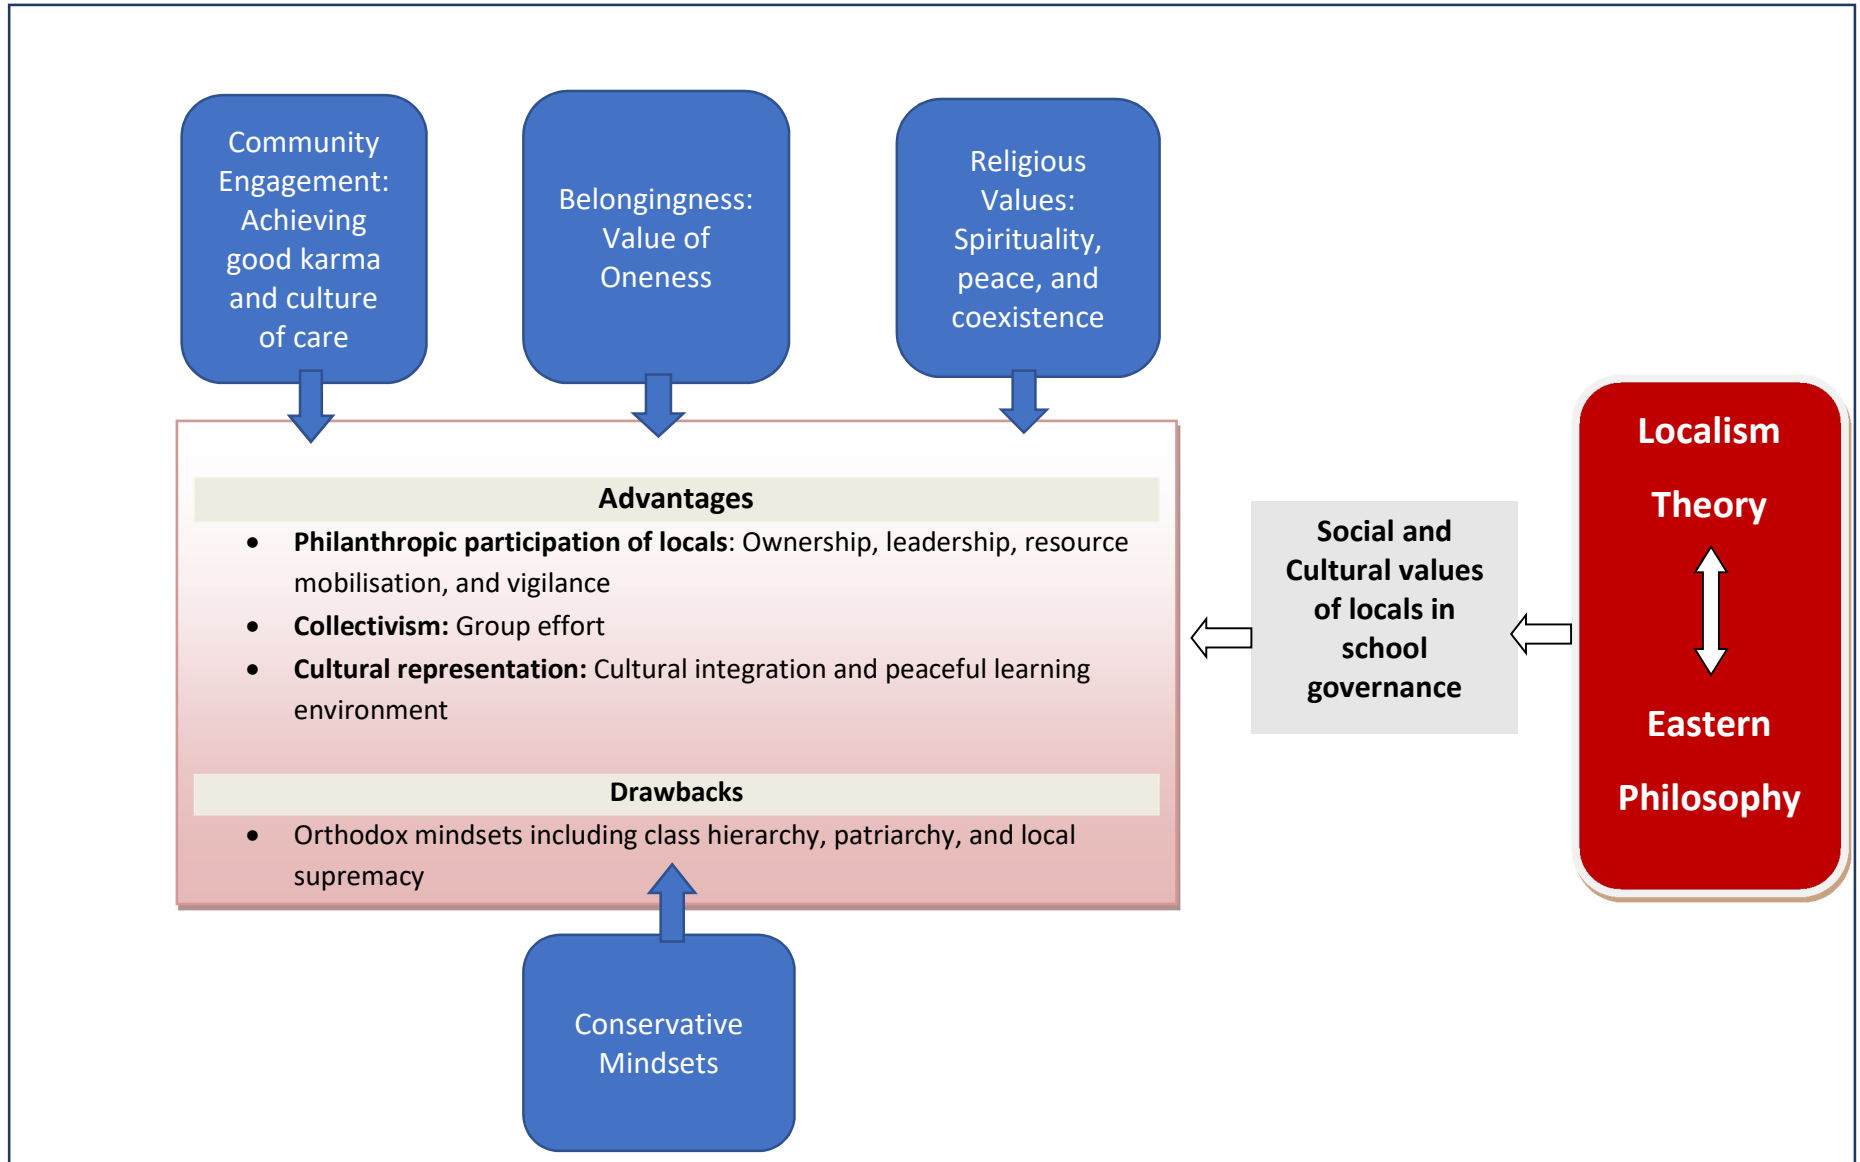 Community
Engagement:
Achieving
good karma
and culture
of care
Belongingness:
Value of
Oneness
Religious
Values:
Spirituality,
peace, and
coexistence
Advantages
• Philanthropic participation of locals: Ownership, leadership, resource
mobilisation, and vigilance
• Collectivism: Group effort
• Cultural representation: Cultural integration and peaceful learning
environment
Drawbacks
• Orthodox mindsets including class hierarchy, patriarchy, and local
supremacy
Conservative
Mindsets
Social and
Cultural values
of locals in
school
governance
Localism
Theory
Eastern
Philosophy